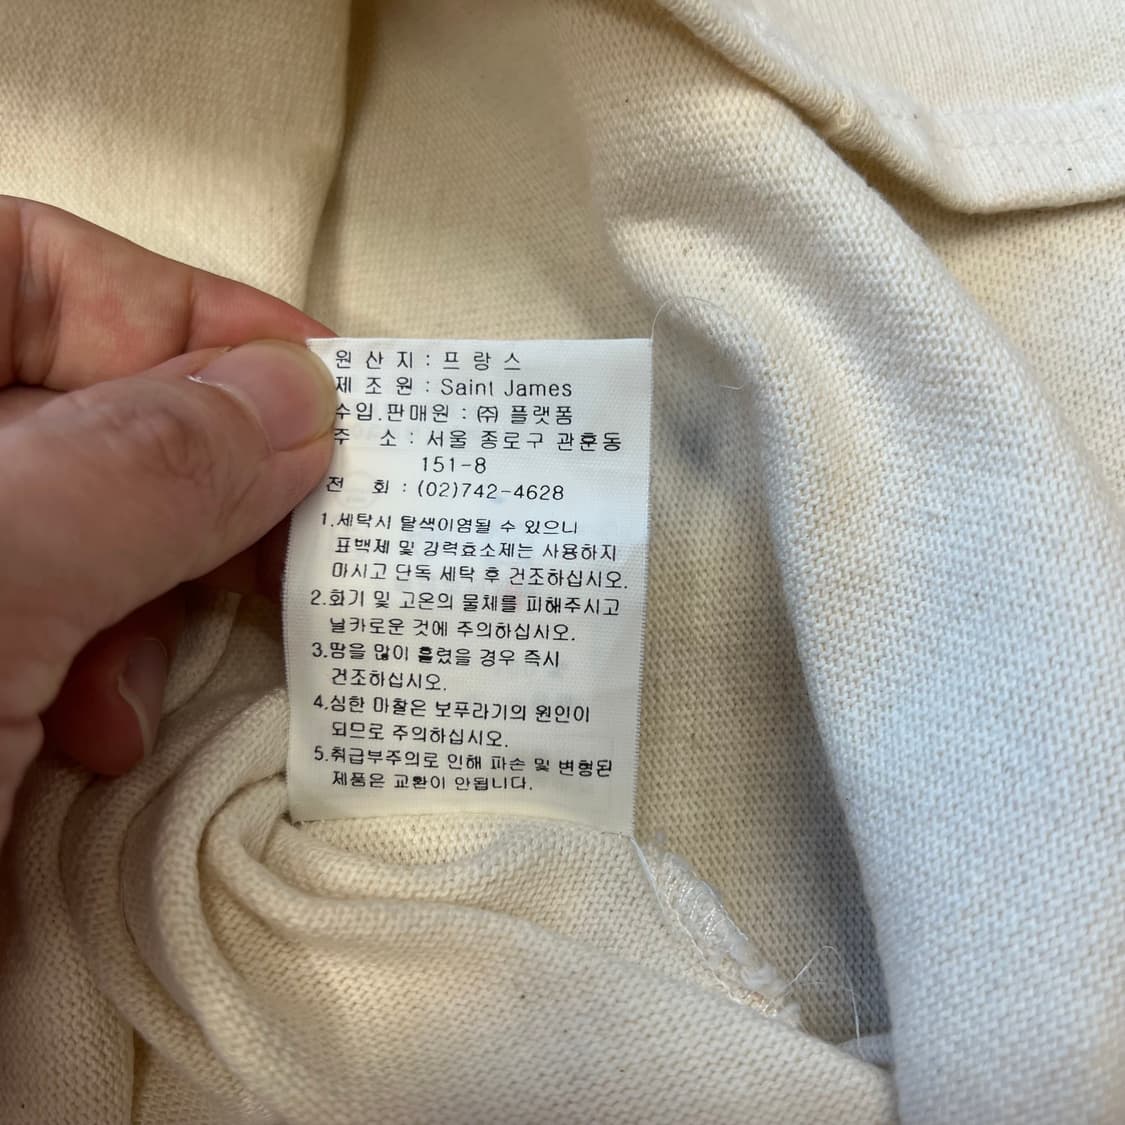 원 산 지 : 프 랑 스
제 조 원 : Saint James
수입.판매원 : ㈜ 플랫폼
주 소 : 서울 종로구 관훈동
151-8
전 화 : (02)742-4628
1.세탁시 탈색이염될 수 있으니
표백제 및 강력효소제는 사용하지
마시고 단독 세탁 후 건조하십시오.
2.화기 및 고온의 물체를 피해주시고
날카로운 것에 주의하십시오.
3.땀을 많이 흘렸을 경우 즉시
건조하십시오.
4.심한 마찰은 보푸라기의 원인이
되므로 주의하십시오.
5.취급부주의로 인해 파손 및 변형된
제품은 교환이 안됩니다.